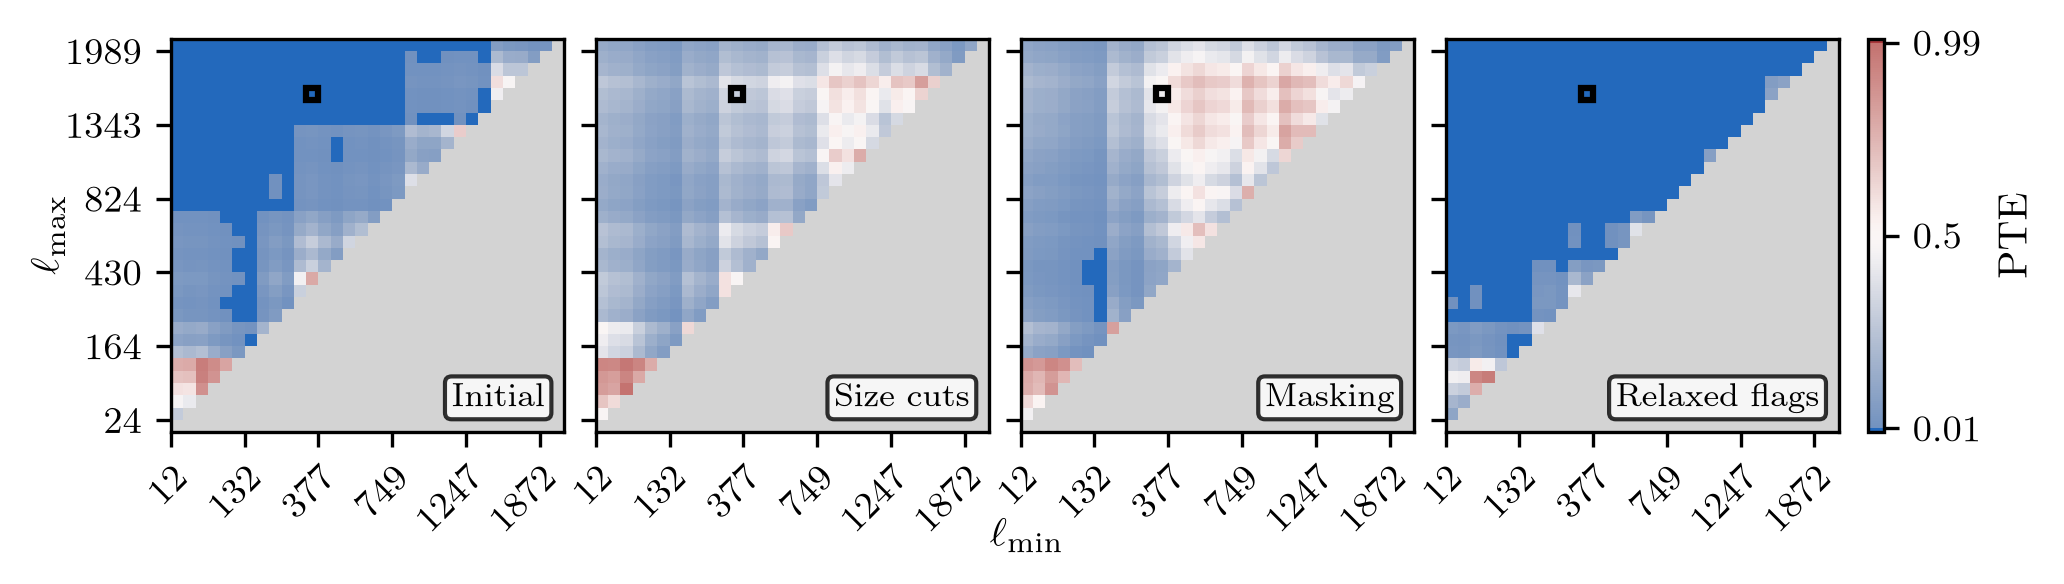 1989
1343
824
430
164
24
ℓmax
Initial
Size cuts
Masking
Relaxed flags
12 132 377 749 1247 1872
12 132 377 749 1247 1872
12 132 377 749 1247 1872
12 132 377 749 1247 1872
ℓmin
0.99
0.5
0.01
PTE